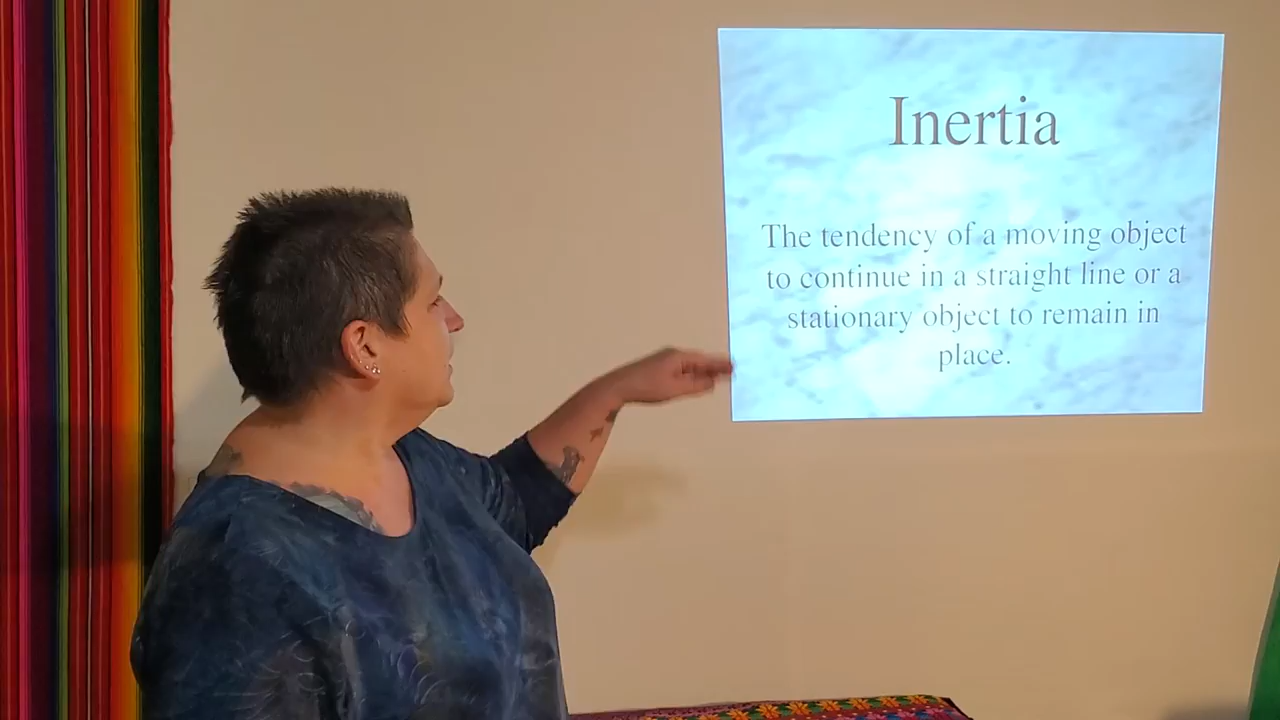 Inertia
The tendency of a moving object
to continue in a straight line or a
stationary object to remain in
place.